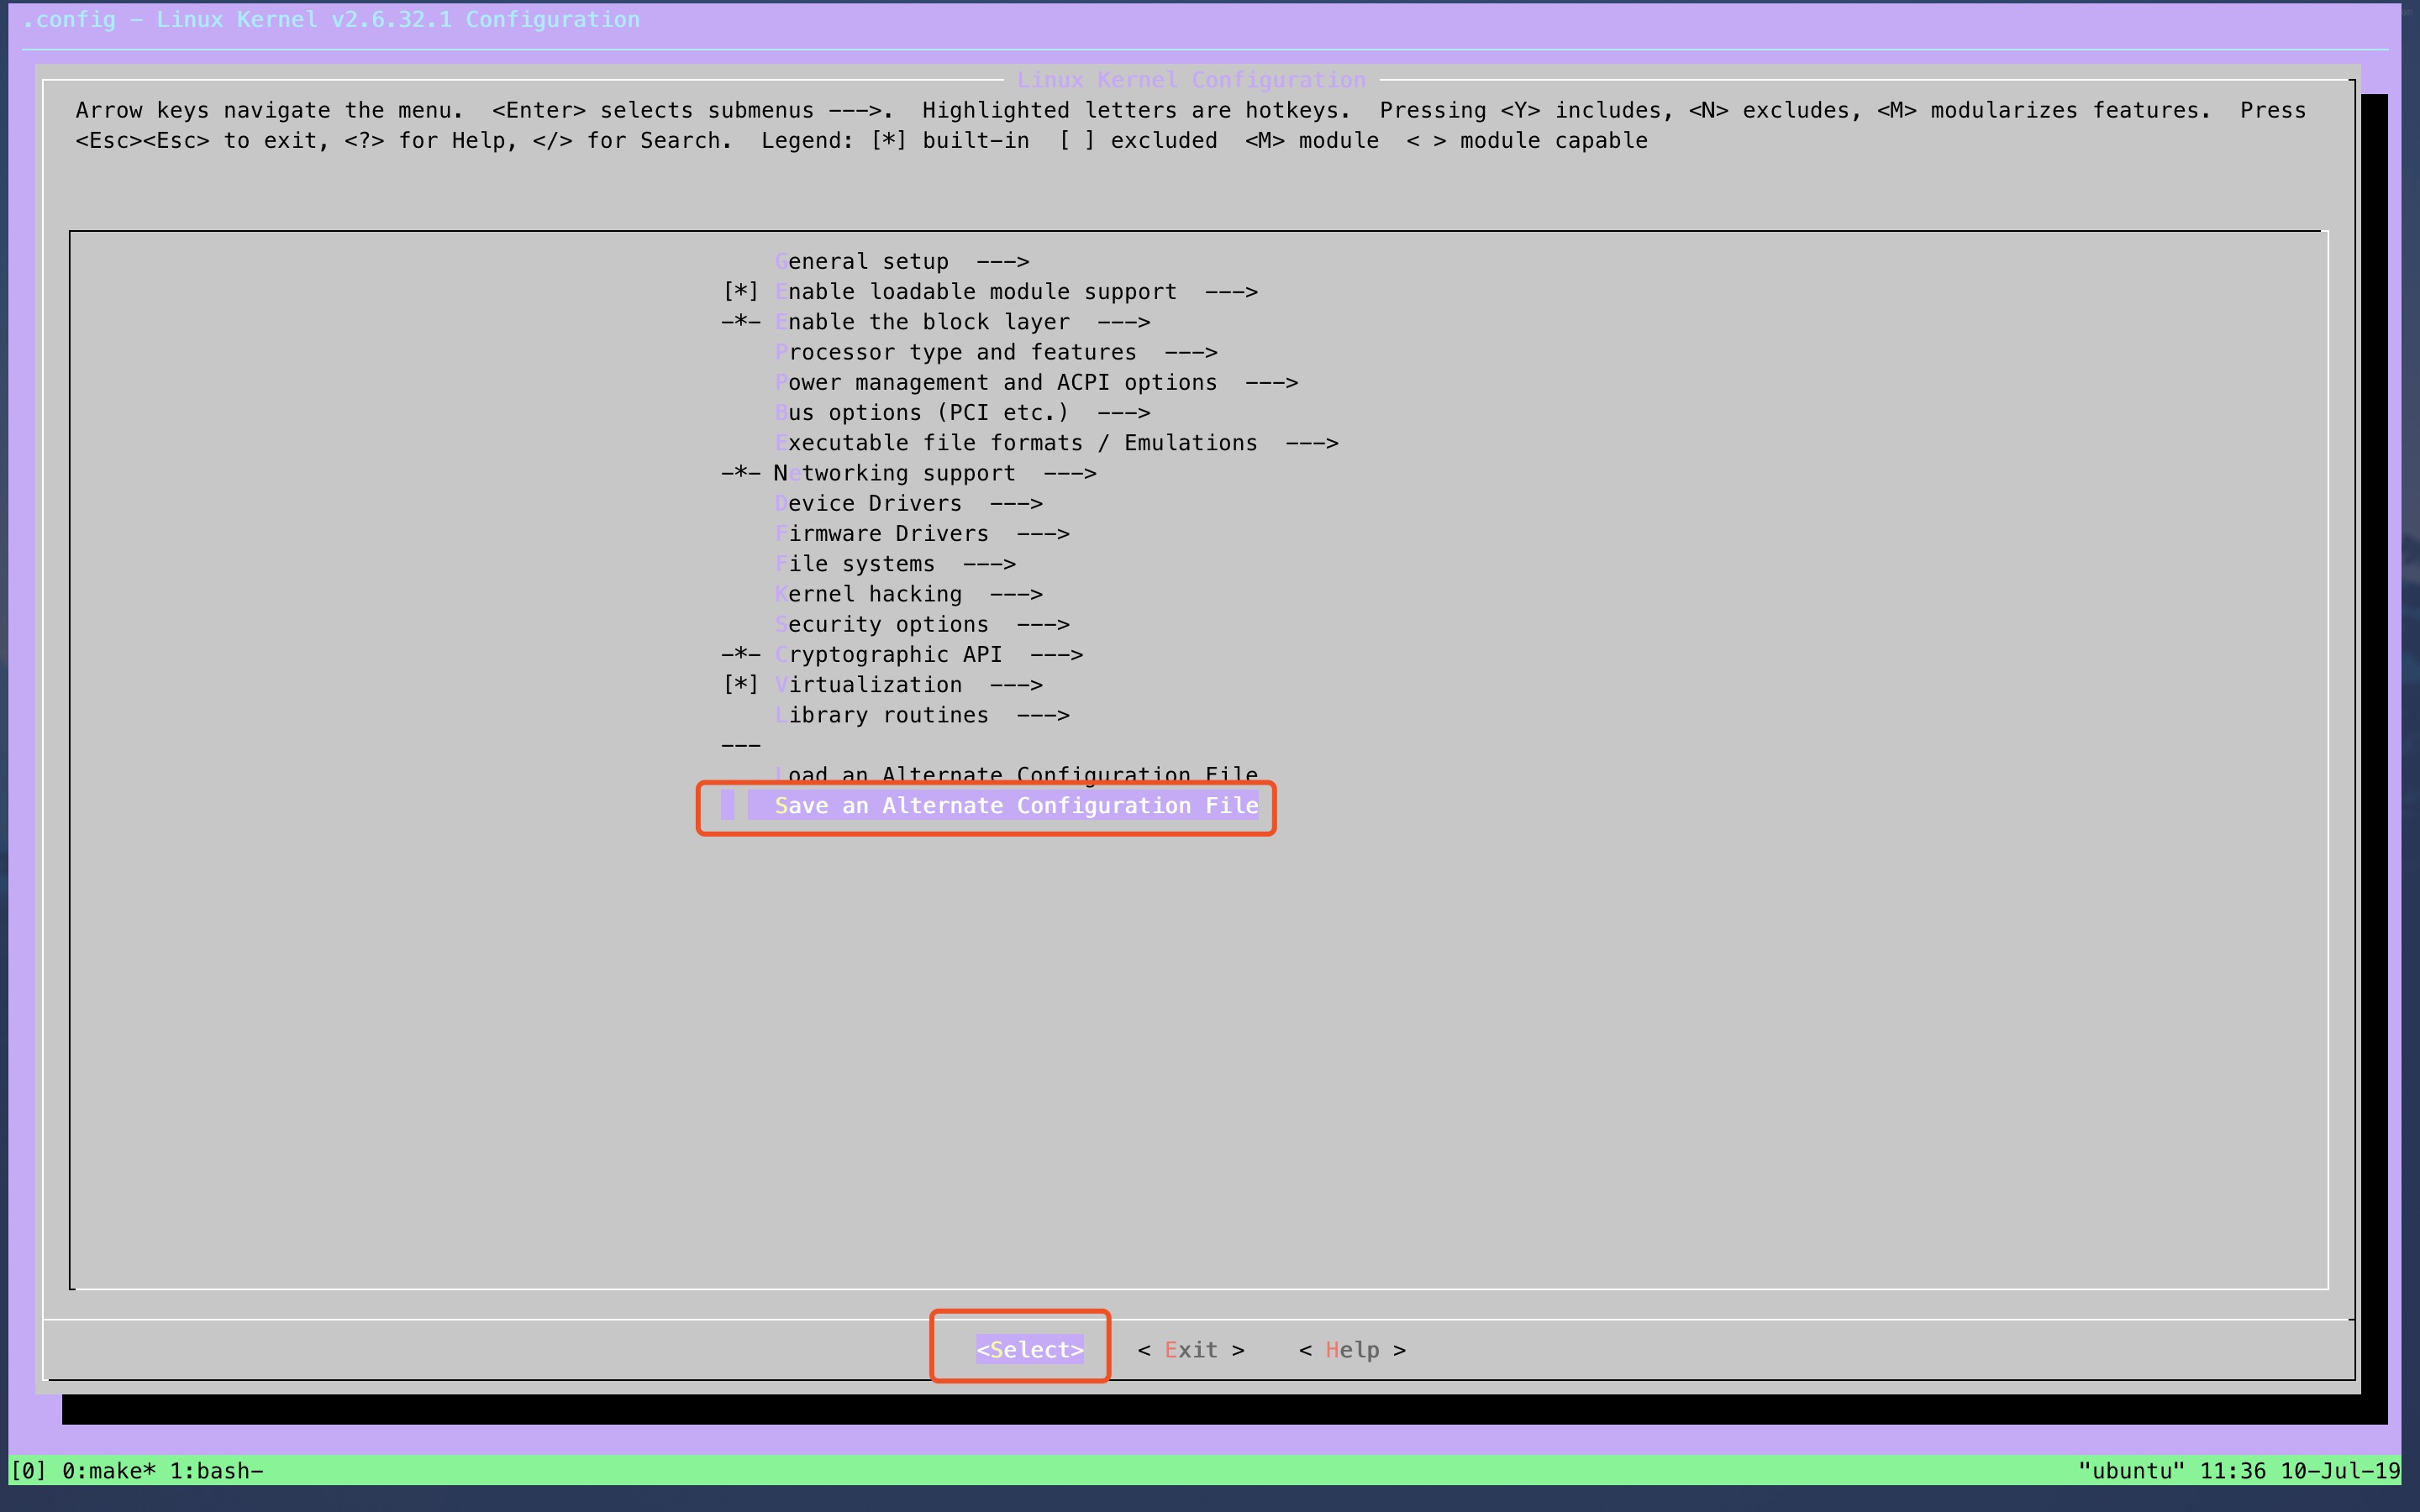 .config - Linux Kernel v2.6.32.1 Configuration
Linux Kernel Configuration
Arrow keys navigate the menu.  <Enter> selects submenus --->.  Highlighted letters are hotkeys.  Pressing <Y> includes, <N> excludes, <M> modularizes features.  Press
<Esc><Esc> to exit, <?> for Help, </> for Search.  Legend: [*] built-in  [ ] excluded  <M> module  < > module capable
General setup  --->
[*] Enable loadable module support  --->
-*- Enable the block layer  --->
Processor type and features  --->
Power management and ACPI options  --->
Bus options (PCI etc.)  --->
Executable file formats / Emulations  --->
-*- Networking support  --->
Device Drivers  --->
Firmware Drivers  --->
File systems  --->
Kernel hacking  --->
Security options  --->
-*- Cryptographic API  --->
[*] Virtualization  --->
Library routines  --->
---
Load an Alternate Configuration File
Save an Alternate Configuration File
<Select>    < Exit >    < Help >
[0] 0:make* 1:bash-    "ubuntu" 11:36 10-Jul-19